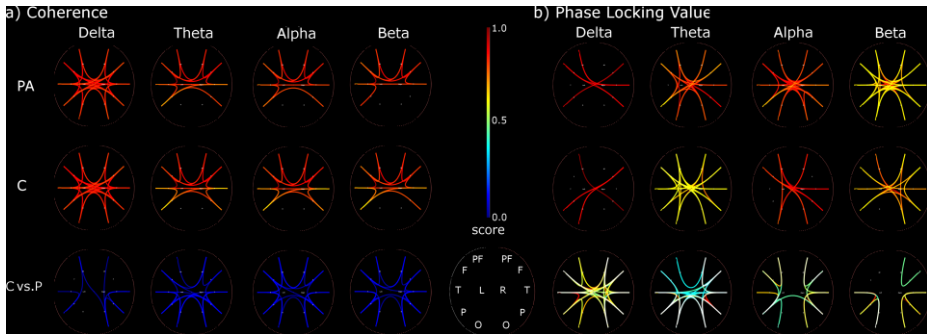 a) Coherence
b) Phase Locking Value
Delta Theta Alpha Beta
Delta Theta Alpha Beta
1.0
PA
0.5
C
0.0
score
C vs.P
PF PF
F F
T L R T
P P
O O